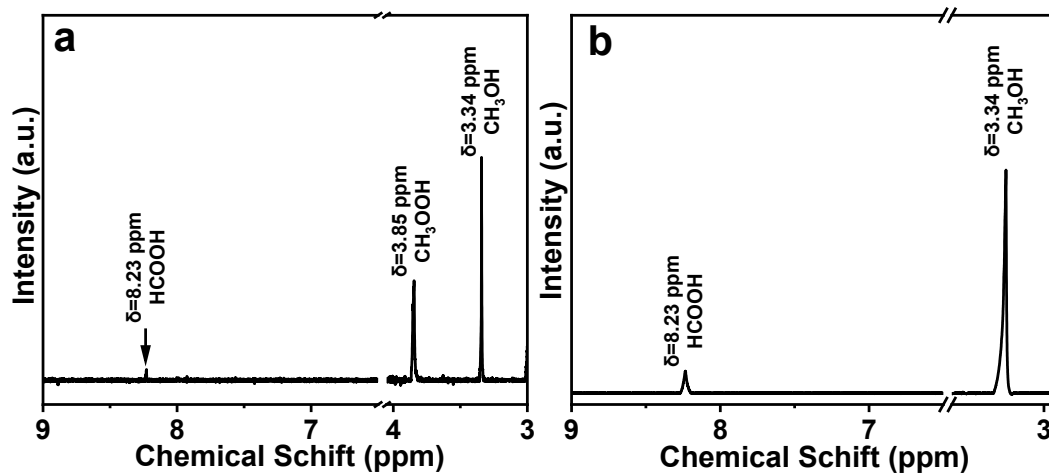 a
δ=8.23 ppm
HCOOH
δ=3.85 ppm
CH₃OOH
δ=3.34 ppm
CH₃OH
Intensity (a.u.)
9 8 7 4 3
Chemical Schift (ppm)
b
δ=8.23 ppm
HCOOH
δ=3.34 ppm
CH₃OH
Intensity (a.u.)
9 8 7 3
Chemical Schift (ppm)